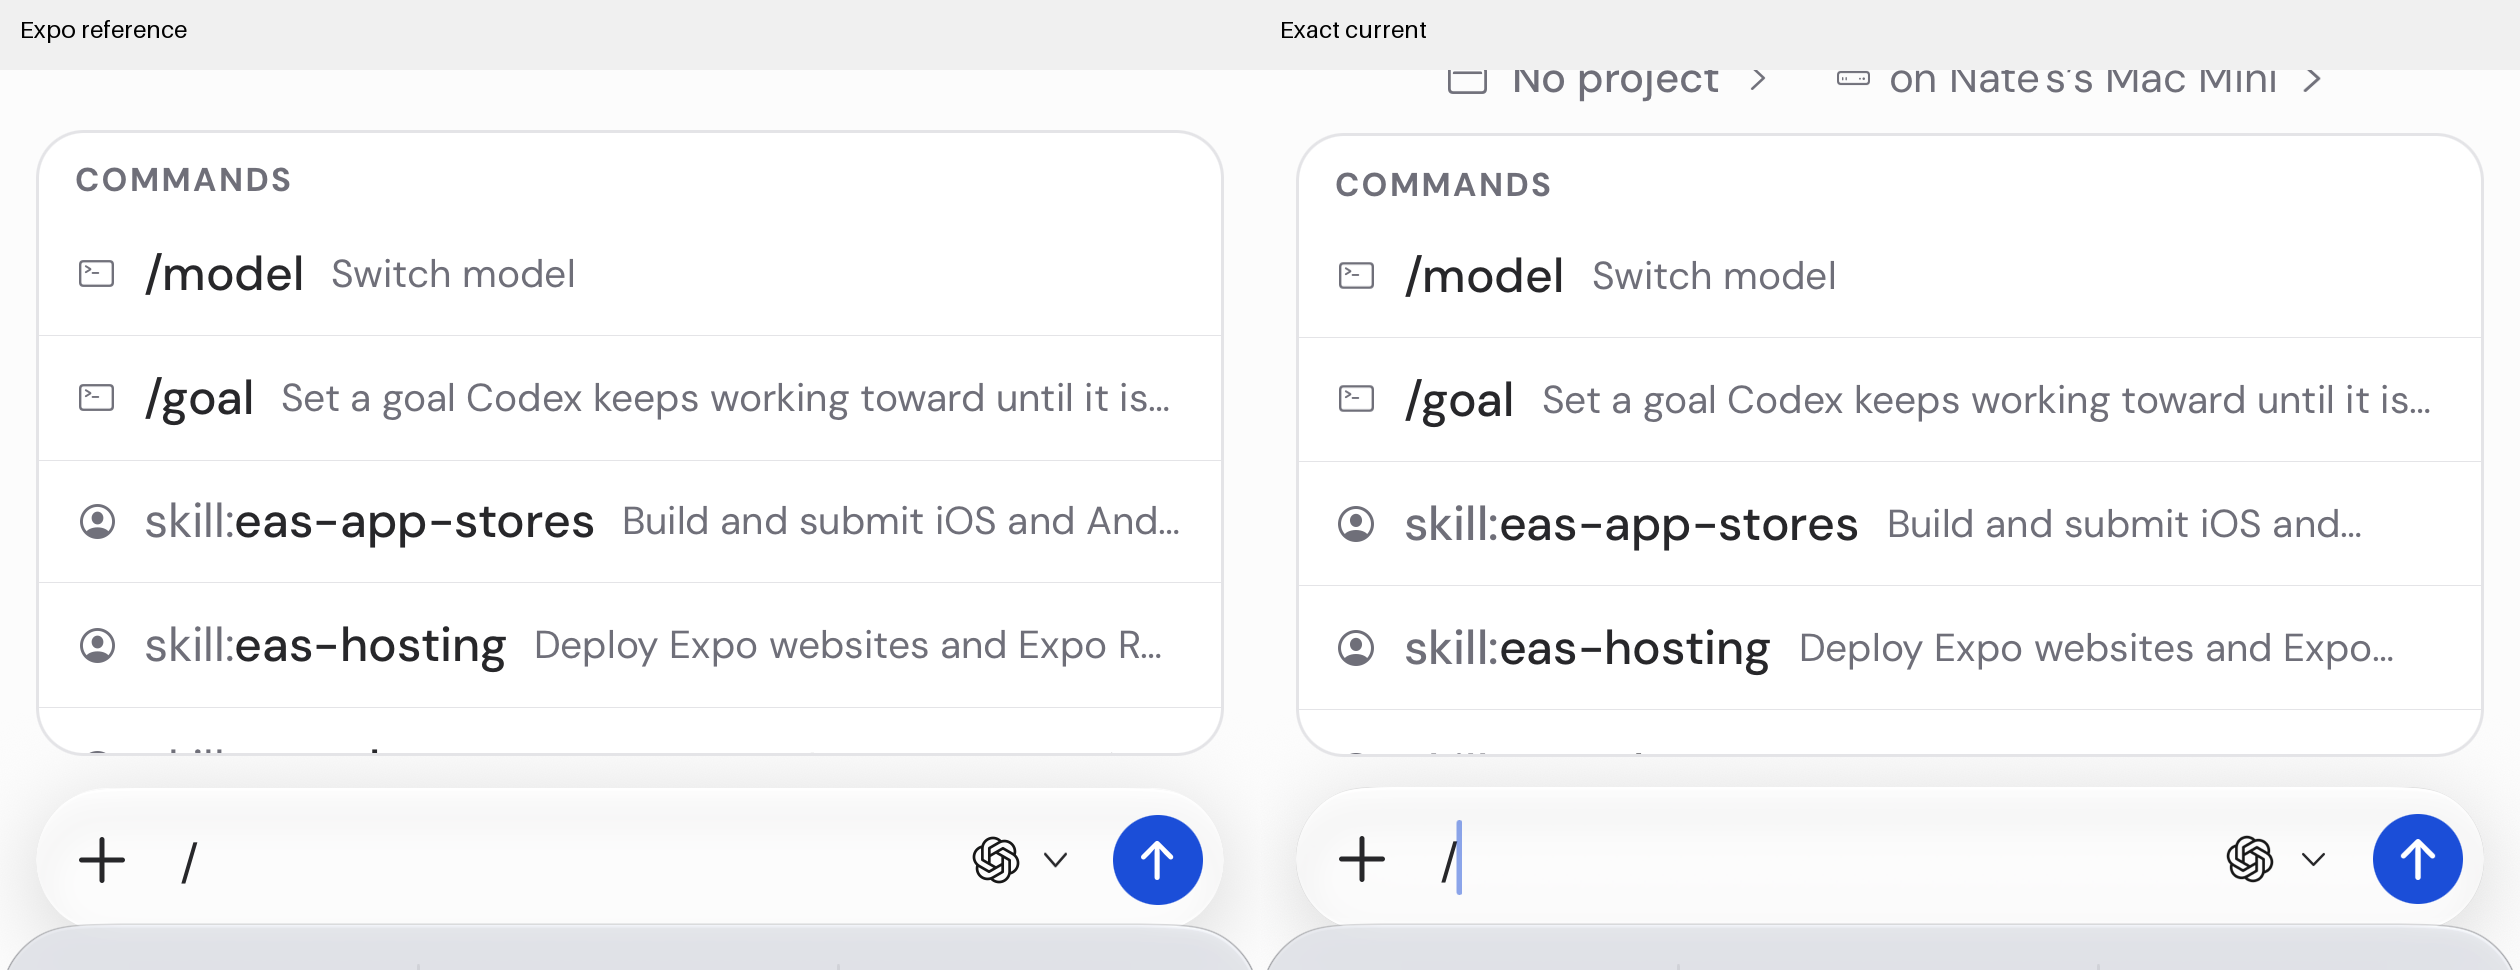 Expo reference
Exact current
No project
on Nate's's Mac Mini
COMMANDS
/model Switch model
/goal Set a goal Codex keeps working toward until it is...
skill:eas-app-stores Build and submit iOS and And...
skill:eas-hosting Deploy Expo websites and Expo R...
/
COMMANDS
/model Switch model
/goal Set a goal Codex keeps working toward until it is...
skill:eas-app-stores Build and submit iOS and...
skill:eas-hosting Deploy Expo websites and Expo...
/